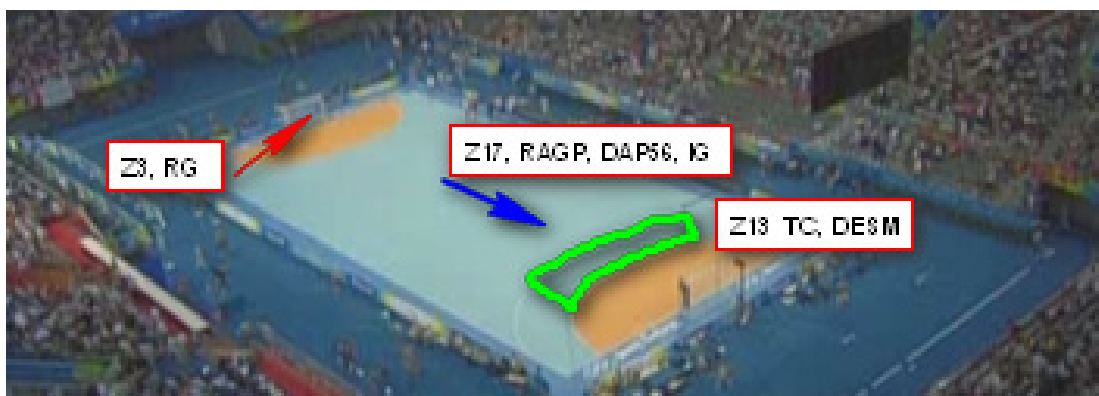 Z3, RG
Z17, RAGP, DAP56, IG
Z13 TC, DESM